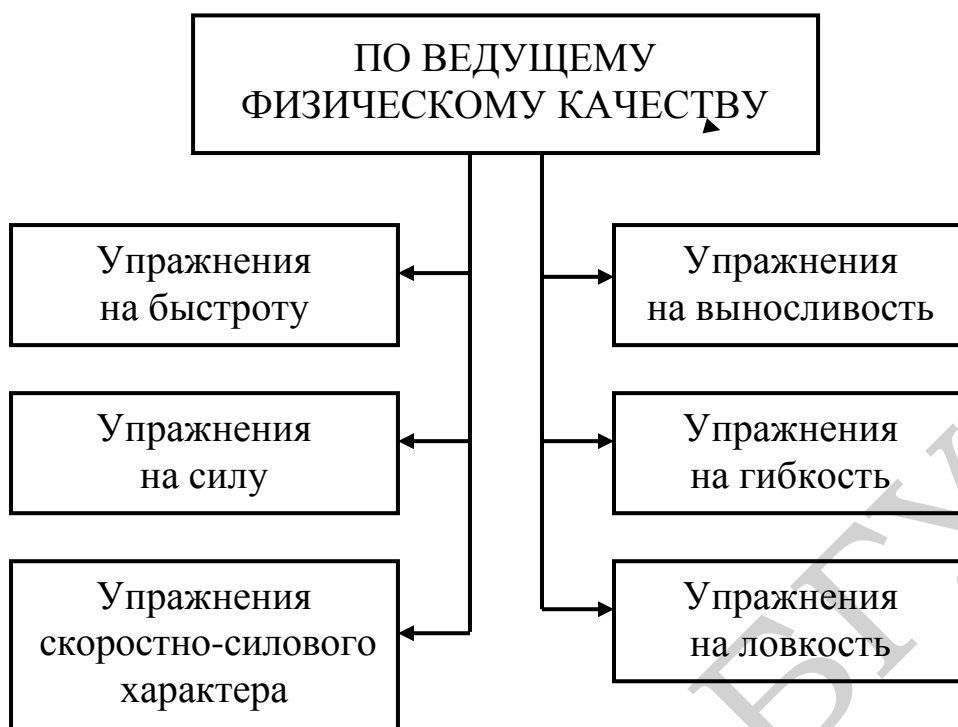 ПО ВЕДУЩЕМУ
ФИЗИЧЕСКОМУ КАЧЕСТВУ
Упражнения
на быстроту
Упражнения
на выносливость
Упражнения
на силу
Упражнения
на гибкость
Упражнения
скоростно-силового
характера
Упражнения
на ловкость
БГУ